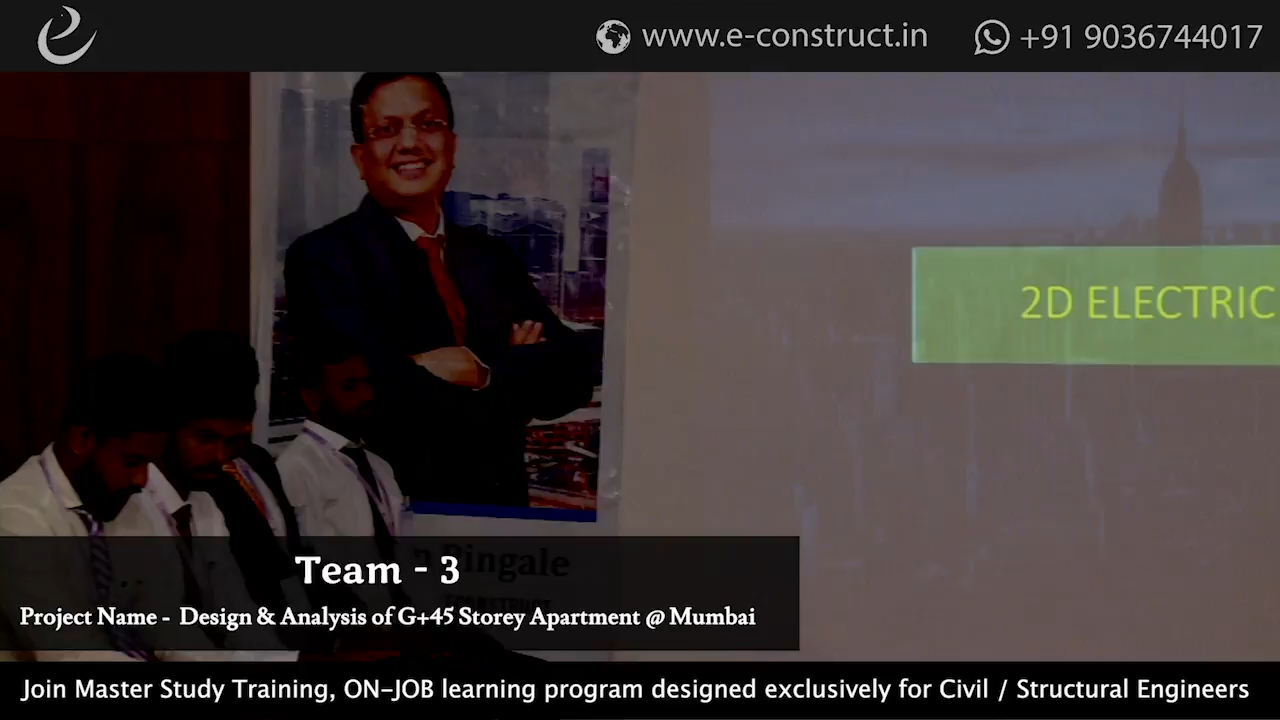 www.e-construct.in
+91 9036744017
2D ELECTRIC
Pingale
Team - 3
Project Name - Design & Analysis of G+45 Storey Apartment @ Mumbai
Join Master Study Training, ON-JOB learning program designed exclusively for Civil / Structural Engineers